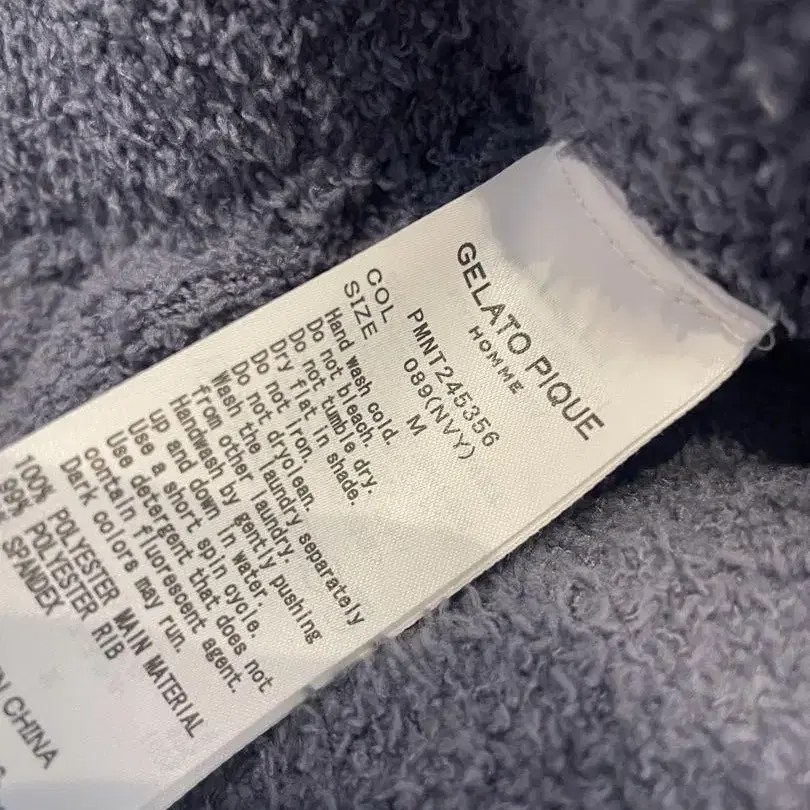 GELATO PIQUE
HOMME
PMNT245356
COL 089(NVY)
SIZE M
Hand wash cold.
Do not bleach.
Do not tumble dry.
Dry flat in shade.
Do not iron.
Do not dryclean.
Wash the laundry separately
from other laundry.
Handwash by gently pushing
up and down in water.
Use a short spin cycle.
Use detergent that does not
contain fluorescent agent.
Dark colors may run.
100% POLYESTER MAIN MATERIAL
99% POLYESTER RIB
SPANDEX
CHINA